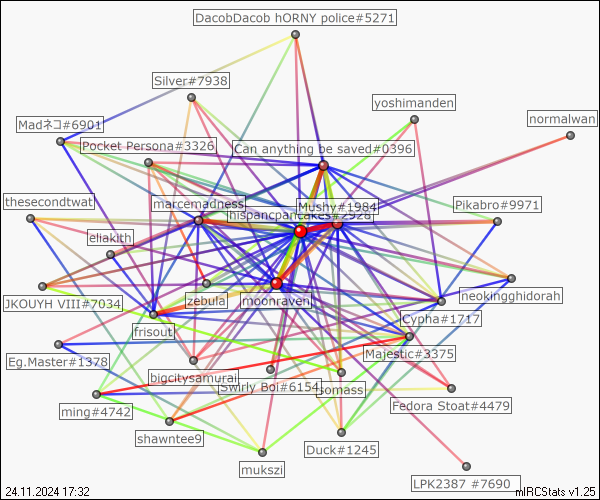 DacobDacob hORNY police#5271
Silver#7938
yoshimanden
normalwan
Madネコ#6901
Pocket Persona#3326
Can anything be saved#0396
thesecondtwat
marcemadness
Mushy#1984
hispancpancakes#2928
Pikabro#9971
eliakith
JKOUYH VIII#7034
zebula
moonraven
neokingghidorah
frisout
Cypha#1717
Eg.Master#1378
Majestic#3375
bigcitysamurai
Swirly Boi#6154
Jomass
Fedora Stoat#4479
ming#4742
shawntee9
Duck#1245
mukszi
LPK2387 #7690
24.11.2024 17:32
mIRCStats v1.25